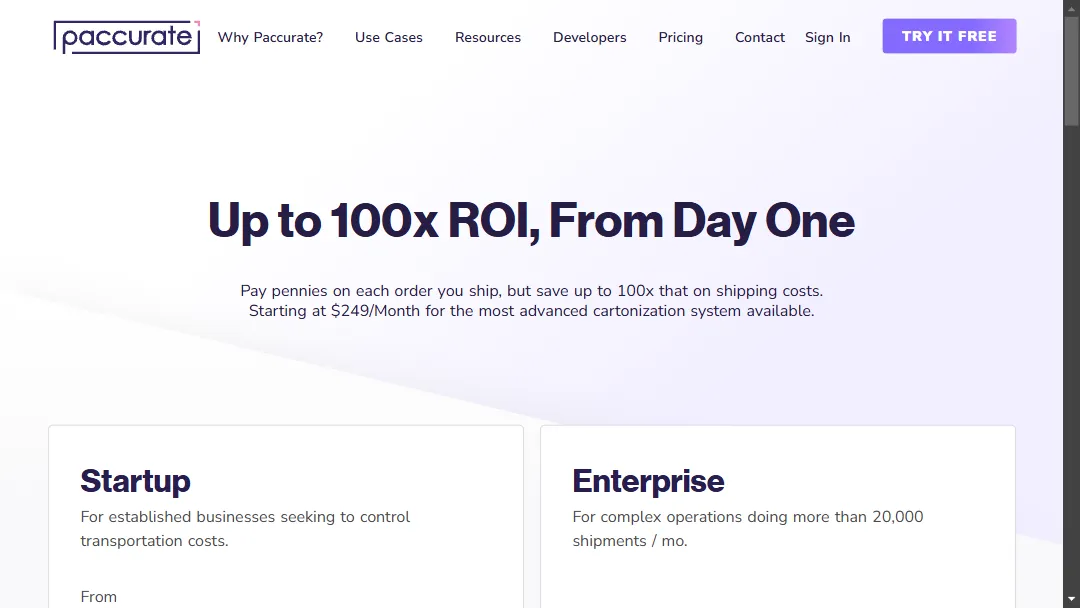 paccurate Why Paccurate? Use Cases Resources Developers Pricing Contact Sign In TRY IT FREE
Up to 100x ROI, From Day One
Pay pennies on each order you ship, but save up to 100x that on shipping costs.
Starting at $249/Month for the most advanced cartonization system available.
Startup
For established businesses seeking to control
transportation costs.
From
Enterprise
For complex operations doing more than 20,000
shipments / mo.